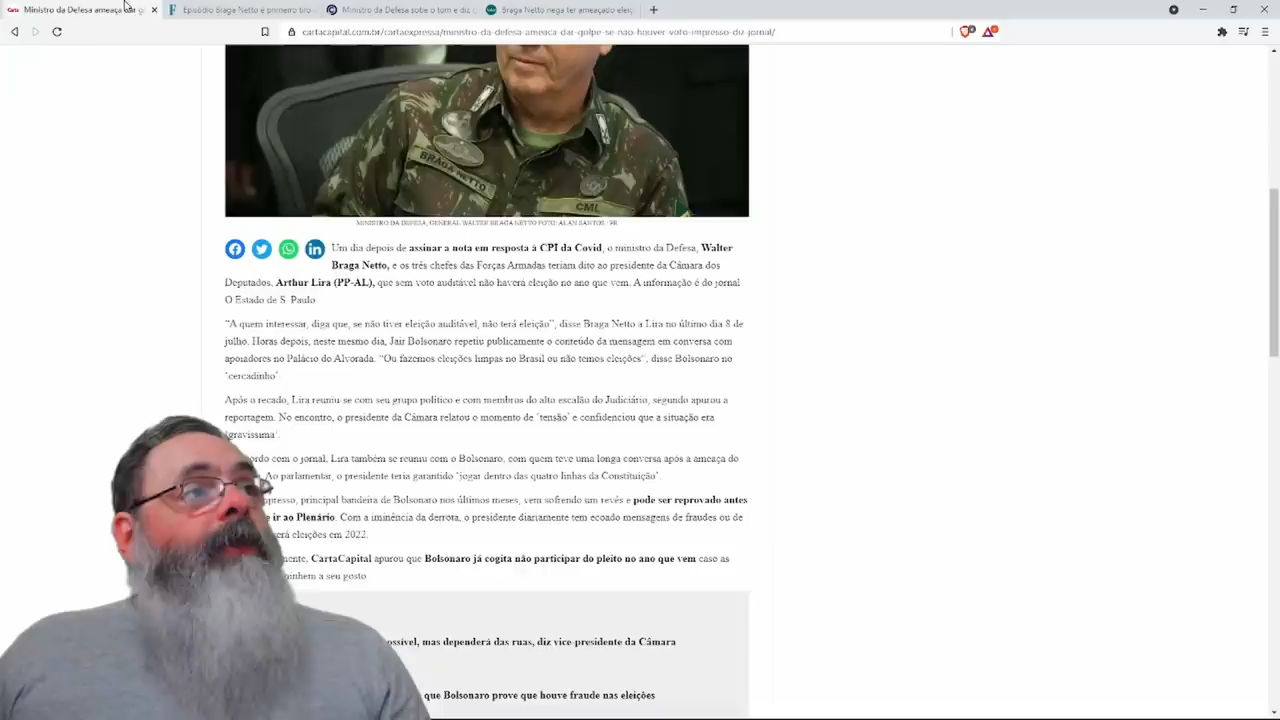 Carta Ministro da Defesa ameaça dar g
Episódio Braga Netto é primeiro tiro
Ministro da Defesa sobe o tom e diz q
Braga Netto nega ter ameaçado eleiç
cartacapital.com.br/cartaexpressa/ministro-da-defesa-ameaca-dar-golpe-se-nao-houver-voto-impresso-diz-jornal/
BRAGA NETTO
CML
MINISTRO DA DEFESA, GENERAL WALTER BRAGA NETTO FOTO: ALAN SANTOS / PR
Um dia depois de assinar a nota em resposta à CPI da Covid, o ministro da Defesa, Walter
Braga Netto, e os três chefes das Forças Armadas teriam dito ao presidente da Câmara dos
Deputados, Arthur Lira (PP-AL), que sem voto auditável não haverá eleição no ano que vem. A informação é do jornal
O Estado de S. Paulo
“A quem interessar, diga que, se não tiver eleição auditável, não terá eleição”, disse Braga Netto a Lira no último dia 8 de
julho. Horas depois, neste mesmo dia, Jair Bolsonaro repetiu publicamente o conteúdo da mensagem em conversa com
apoiadores no Palácio do Alvorada. “Ou fazemos eleições limpas no Brasil ou não temos eleições”, disse Bolsonaro no
‘cercadinho’
Após o recado, Lira reuniu-se com seu grupo político e com membros do alto escalão do Judiciário, segundo apurou a
reportagem. No encontro, o presidente da Câmara relatou o momento de ‘tensão’ e confidenciou que a situação era
‘gravíssima’.
ordo com o jornal, Lira também se reuniu com o Bolsonaro, com quem teve uma longa conversa após a ameaça do
Ao parlamentar, o presidente teria garantido ‘jogar dentro das quatro linhas da Constituição’.
presso, principal bandeira de Bolsonaro nos últimos meses, vem sofrendo um revés e pode ser reprovado antes
e ir ao Plenário. Com a iminência da derrota, o presidente diariamente tem ecoado mensagens de fraudes ou de
erá eleições em 2022.
mente, CartaCapital apurou que Bolsonaro já cogita não participar do pleito no ano que vem caso as
minhem a seu gosto
ossível, mas dependerá das ruas, diz vice-presidente da Câmara
que Bolsonaro prove que houve fraude nas eleições